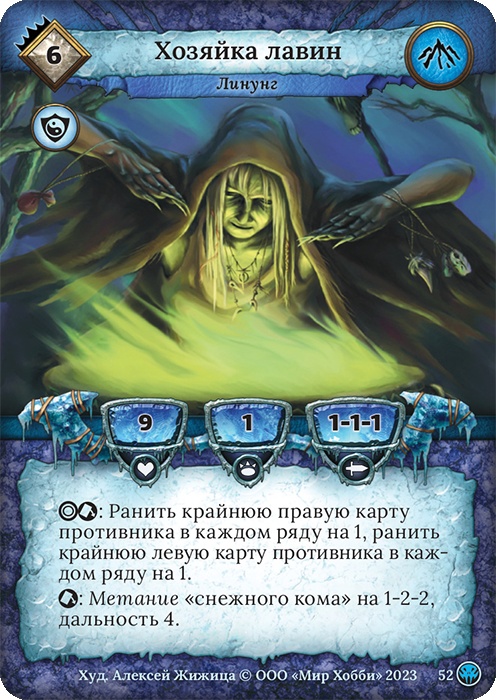 6
Хозяйка лавин
Линунг
9
1
1-1-1
: Ранить крайнюю правую карту
противника в каждом ряду на 1, ранить
крайнюю левую карту противника в каж-
дом ряду на 1.
: Метание «снежного кома» на 1-2-2,
дальность 4.
Худ. Алексей Жижица © ООО «Мир Хобби» 2023
52